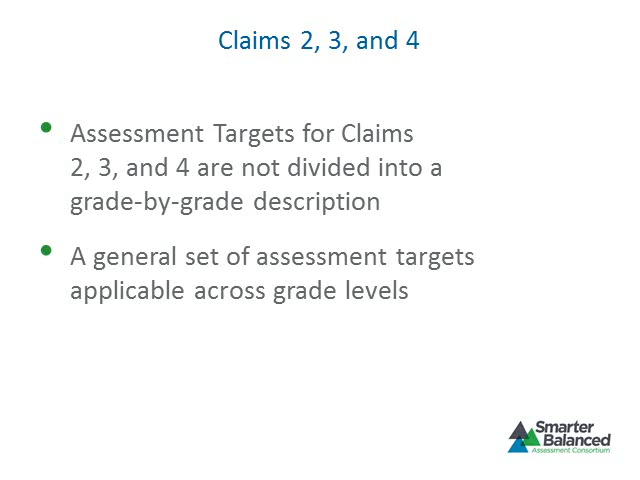 Claims 2, 3, and 4
• Assessment Targets for Claims
2, 3, and 4 are not divided into a
grade-by-grade description
• A general set of assessment targets
applicable across grade levels
Smarter
Balanced
Assessment Consortium